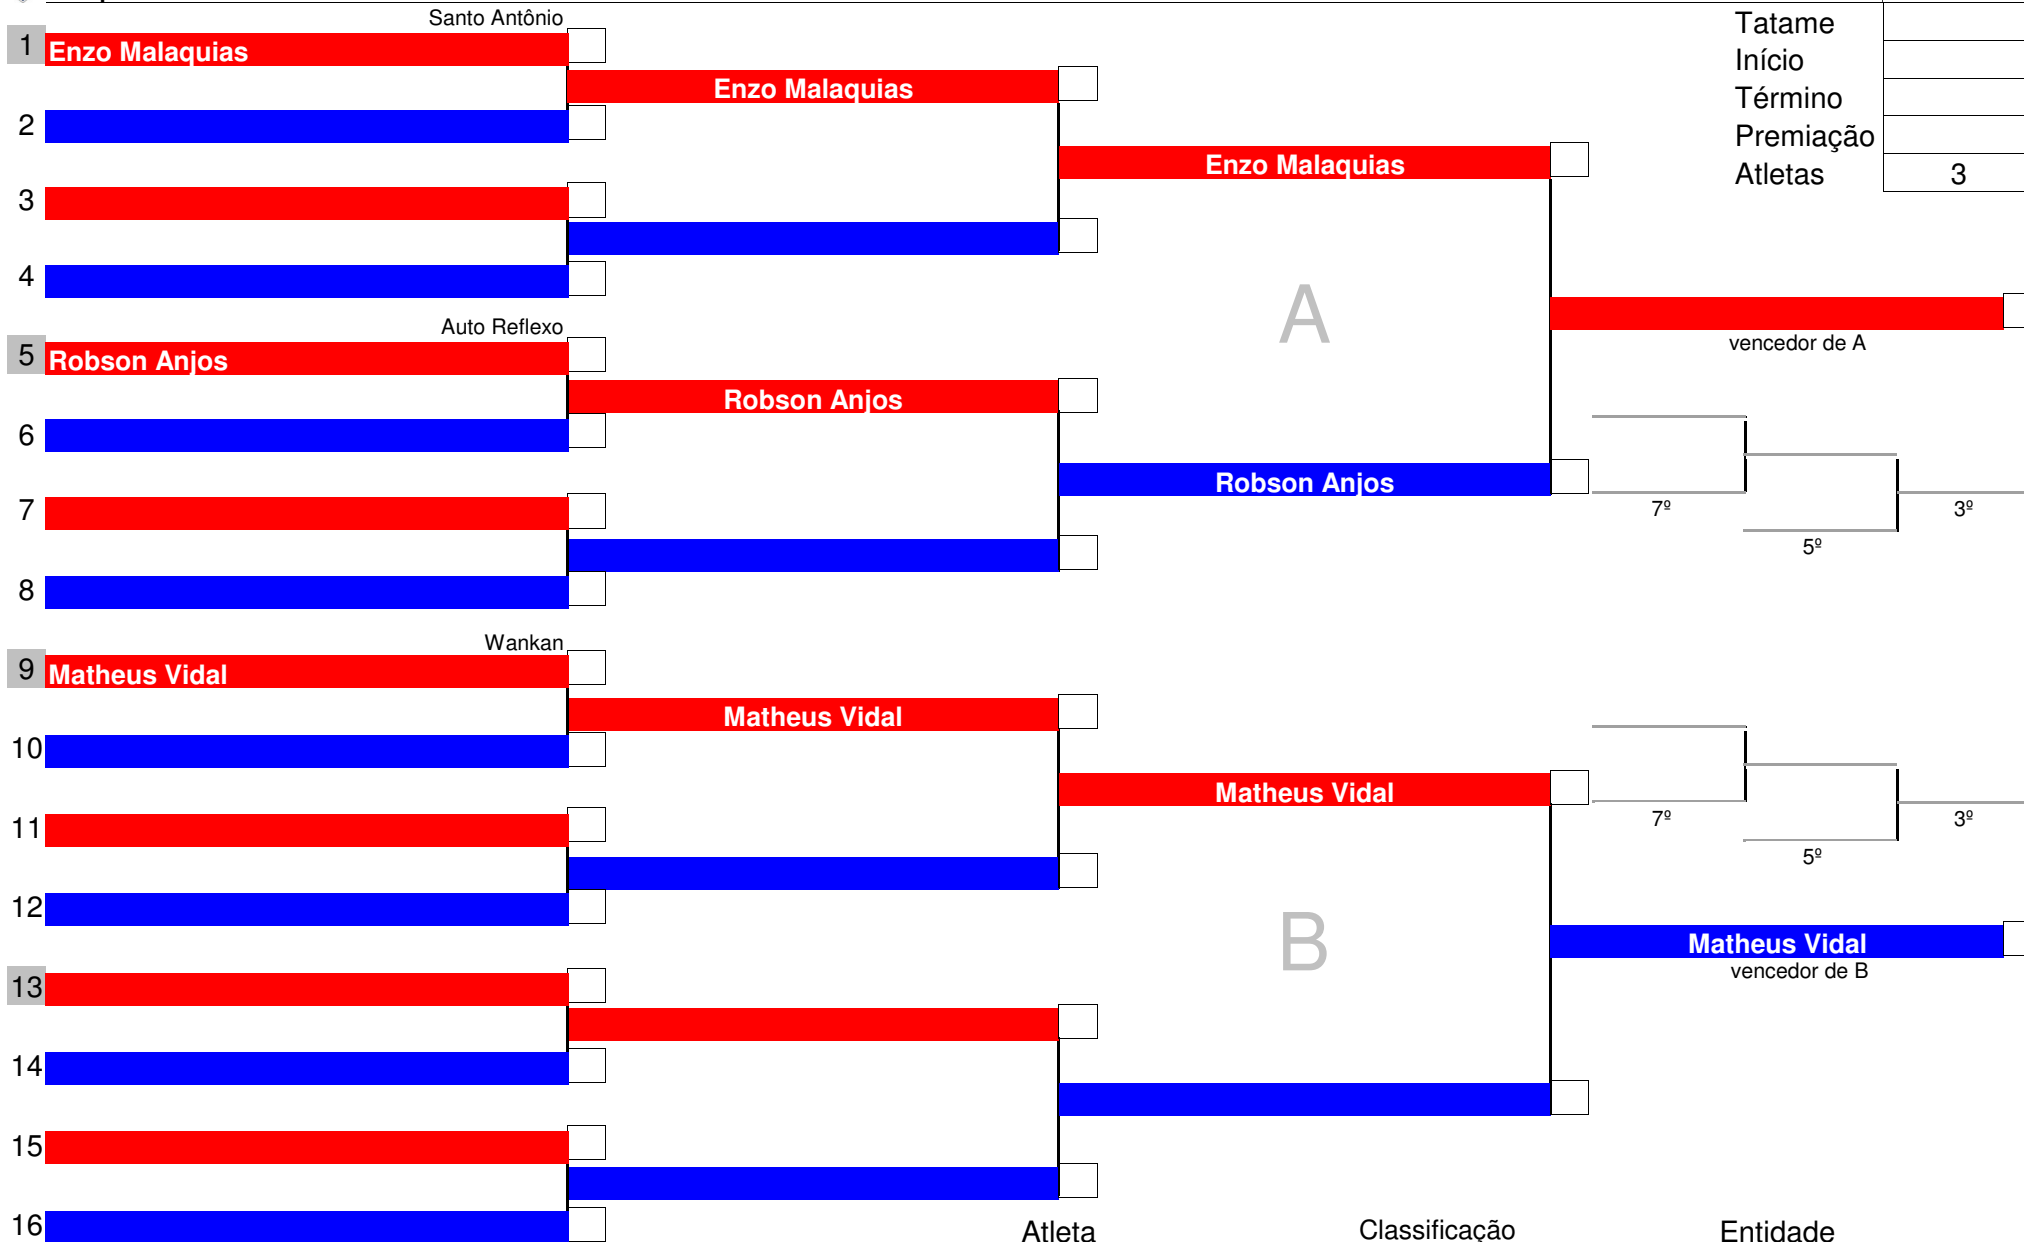 Santo Antônio
Tatame
1 Enzo Malaquias
Início
Enzo Malaquias
Término
2
Premiação
Enzo Malaquias
Atletas 3
3
4
A
Auto Reflexo
vencedor de A
5 Robson Anjos
Robson Anjos
6
Robson Anjos
7
7º
3º
5º
8
Wankan
9 Matheus Vidal
Matheus Vidal
10
Matheus Vidal
11
7º
3º
5º
12
B
Matheus Vidal
vencedor de B
13
14
15
16
Atleta Classificação Entidade